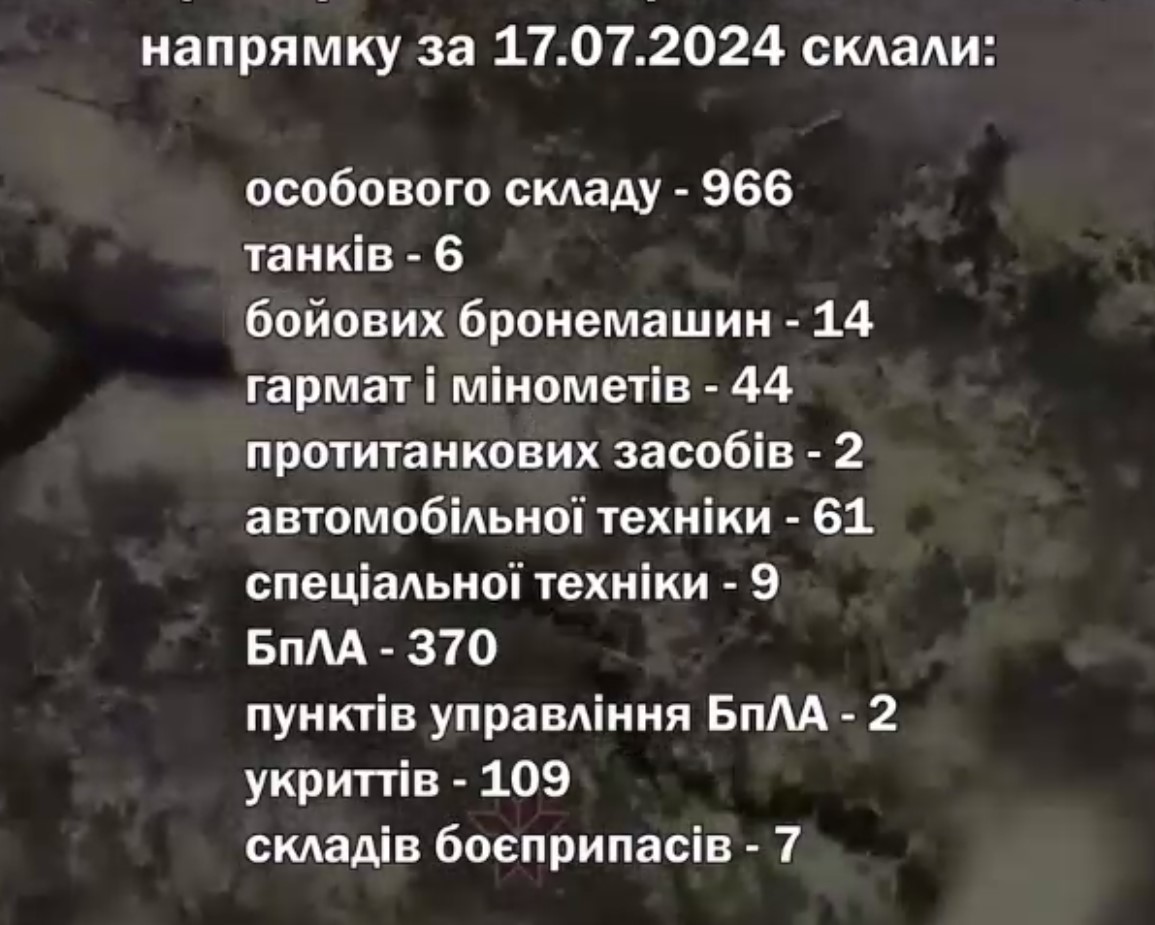 напрямку за 17.07.2024 склали:
особового складу - 966
танків - 6
бойових бронемашин - 14
гармат і мінометів - 44
протитанкових засобів - 2
автомобільної техніки - 61
спеціальної техніки - 9
БпЛА - 370
пунктів управління БпЛА - 2
укриттів - 109
складів боєприпасів - 7